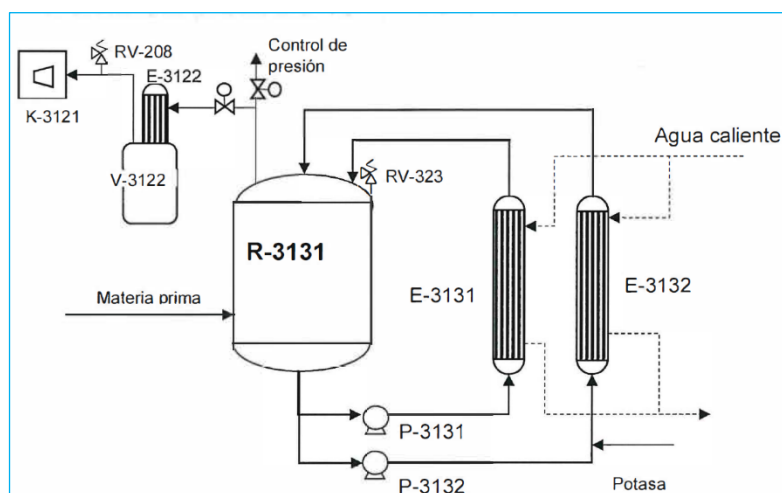 Control de
presión
RV-208
E-3122
K-3121
V-3122
Agua caliente
RV-323
R-3131
E-3131
E-3132
Materia prima
P-3131
P-3132
Potasa